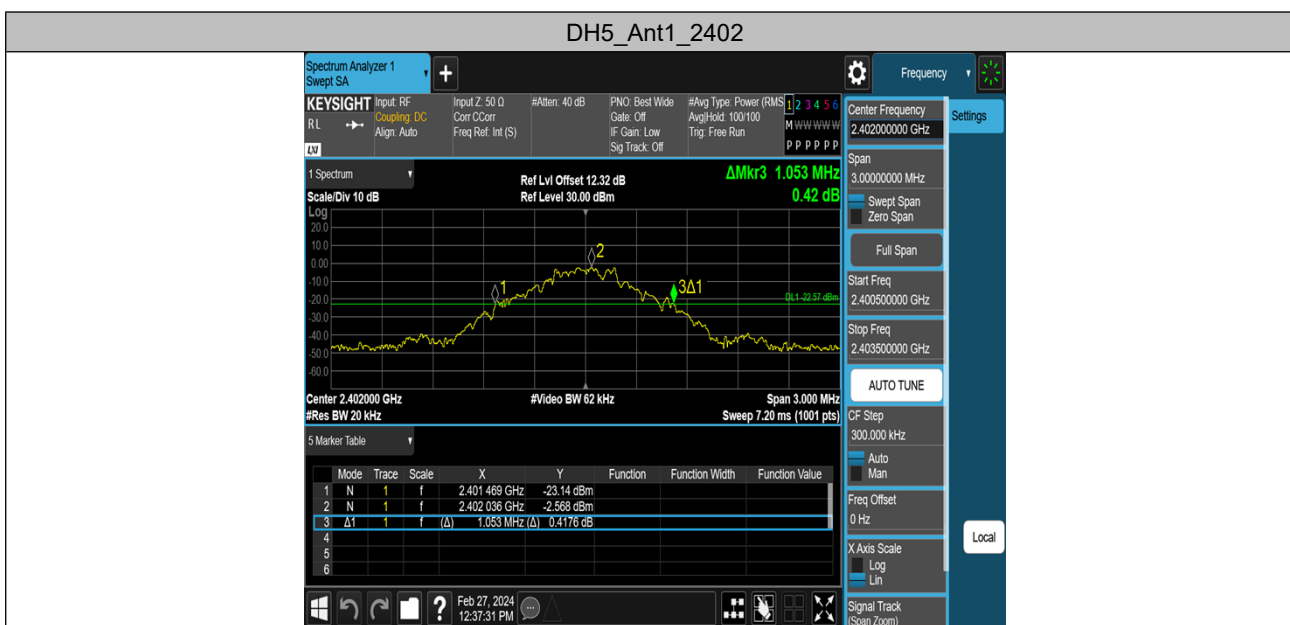 DH5_Ant1_2402
Spectrum Analyzer 1
Swept SA
+
Frequency
KEYSIGHT
Input: RF
Input Z: 50 Ω
#Atten: 40 dB
PNO: Best Wide
#Avg Type: Power (RMS
1 2 3 4 5 6
RL
Coupling: DC
Corr CCorr
Gate: Off
Avg|Hold: 100/100
M W W W W W
Align: Auto
Freq Ref: Int (S)
IF Gain: Low
Trig: Free Run
Sig Track: Off
P P P P P P
LXI
Center Frequency
2.402000000 GHz
Settings
Span
3.00000000 MHz
Swept Span
Zero Span
Full Span
Start Freq
2.400500000 GHz
Stop Freq
2.403500000 GHz
AUTO TUNE
CF Step
300.000 kHz
Auto
Man
Freq Offset
0 Hz
X Axis Scale
Log
Lin
Signal Track
(Span Zoom)
Local
1 Spectrum
Ref Lvl Offset 12.32 dB
ΔMkr3 1.053 MHz
Scale/Div 10 dB
Ref Level 30.00 dBm
0.42 dB
Log
20.0
10.0
0.00
-10.0
-20.0
-30.0
-40.0
-50.0
-60.0
1
2
3Δ1
DL1 -22.57 dBm
Center 2.402000 GHz
#Video BW 62 kHz
Span 3.000 MHz
#Res BW 20 kHz
Sweep 7.20 ms (1001 pts)
5 Marker Table
Mode Trace Scale X Y Function Function Width Function Value
1 N 1 f 2.401 469 GHz -23.14 dBm
2 N 1 f 2.402 036 GHz -2.568 dBm
3 Δ1 1 f (Δ) 1.053 MHz (Δ) 0.4176 dB
4
5
6
?
Feb 27, 2024
12:37:31 PM